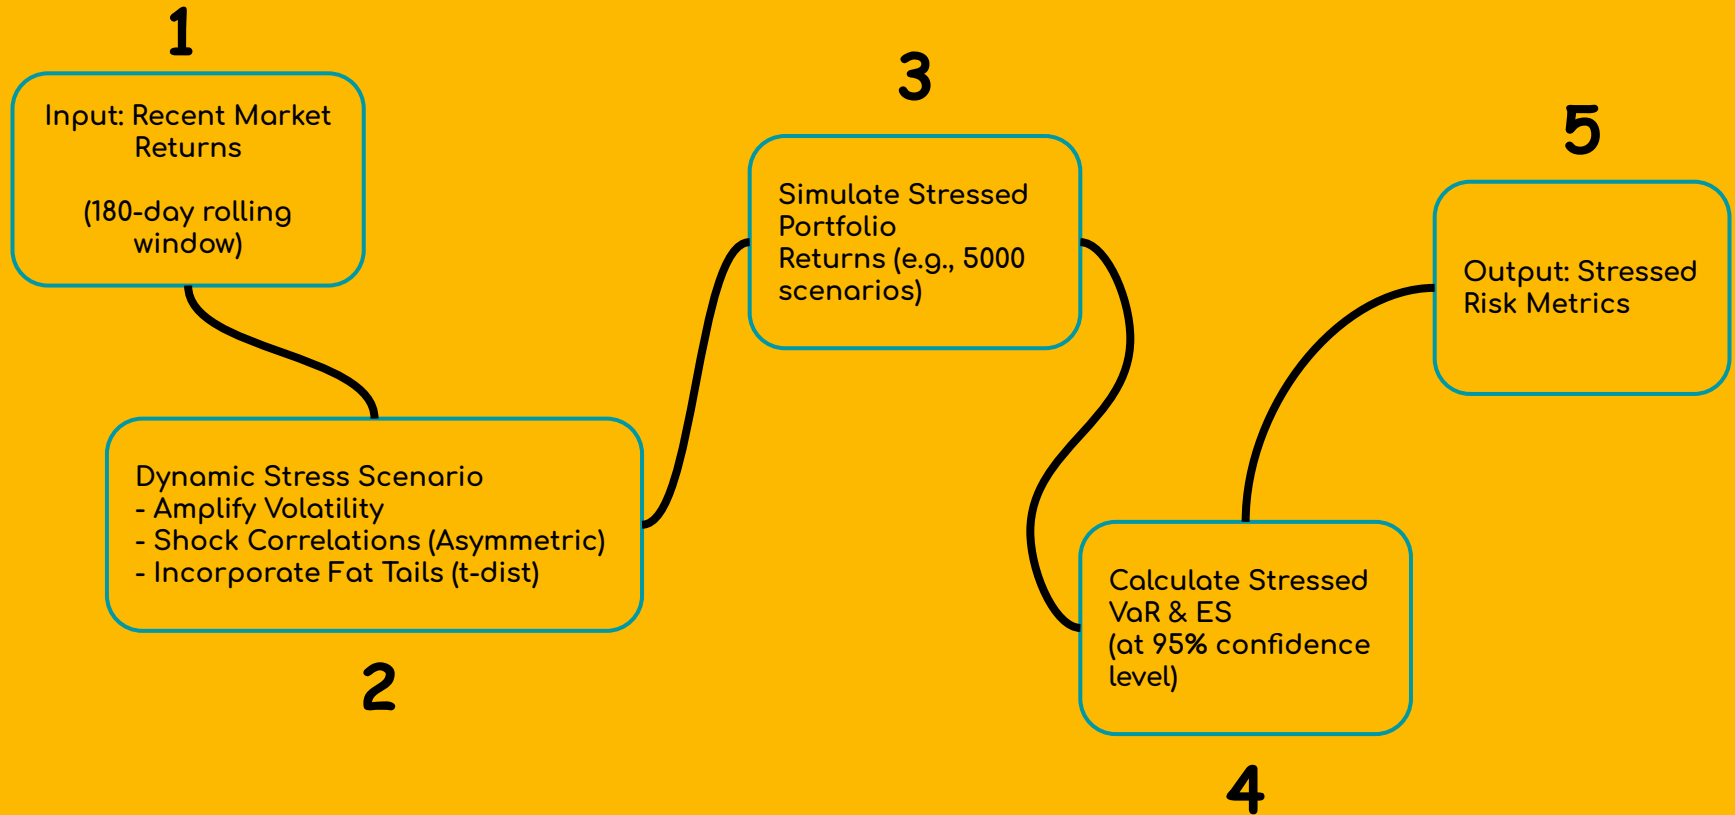 1
Input: Recent Market
Returns
(180-day rolling
window)
Dynamic Stress Scenario
- Amplify Volatility
- Shock Correlations (Asymmetric)
- Incorporate Fat Tails (t-dist)
2
3
Simulate Stressed
Portfolio
Returns (e.g., 5000
scenarios)
Calculate Stressed
VaR & ES
(at 95% confidence
level)
4
5
Output: Stressed
Risk Metrics